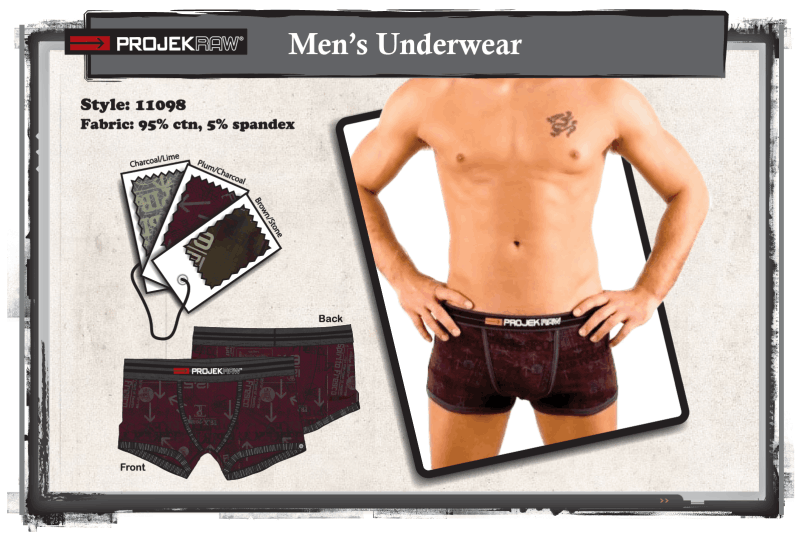 PROJEKRAW®
Men's Underwear
Style: 11098
Fabric: 95% ctn, 5% spandex
Charcoal/Lime
Plum/Charcoal
Brown/Stone
Back
PROJEKRAW
PROJEKRAW
Front
>>